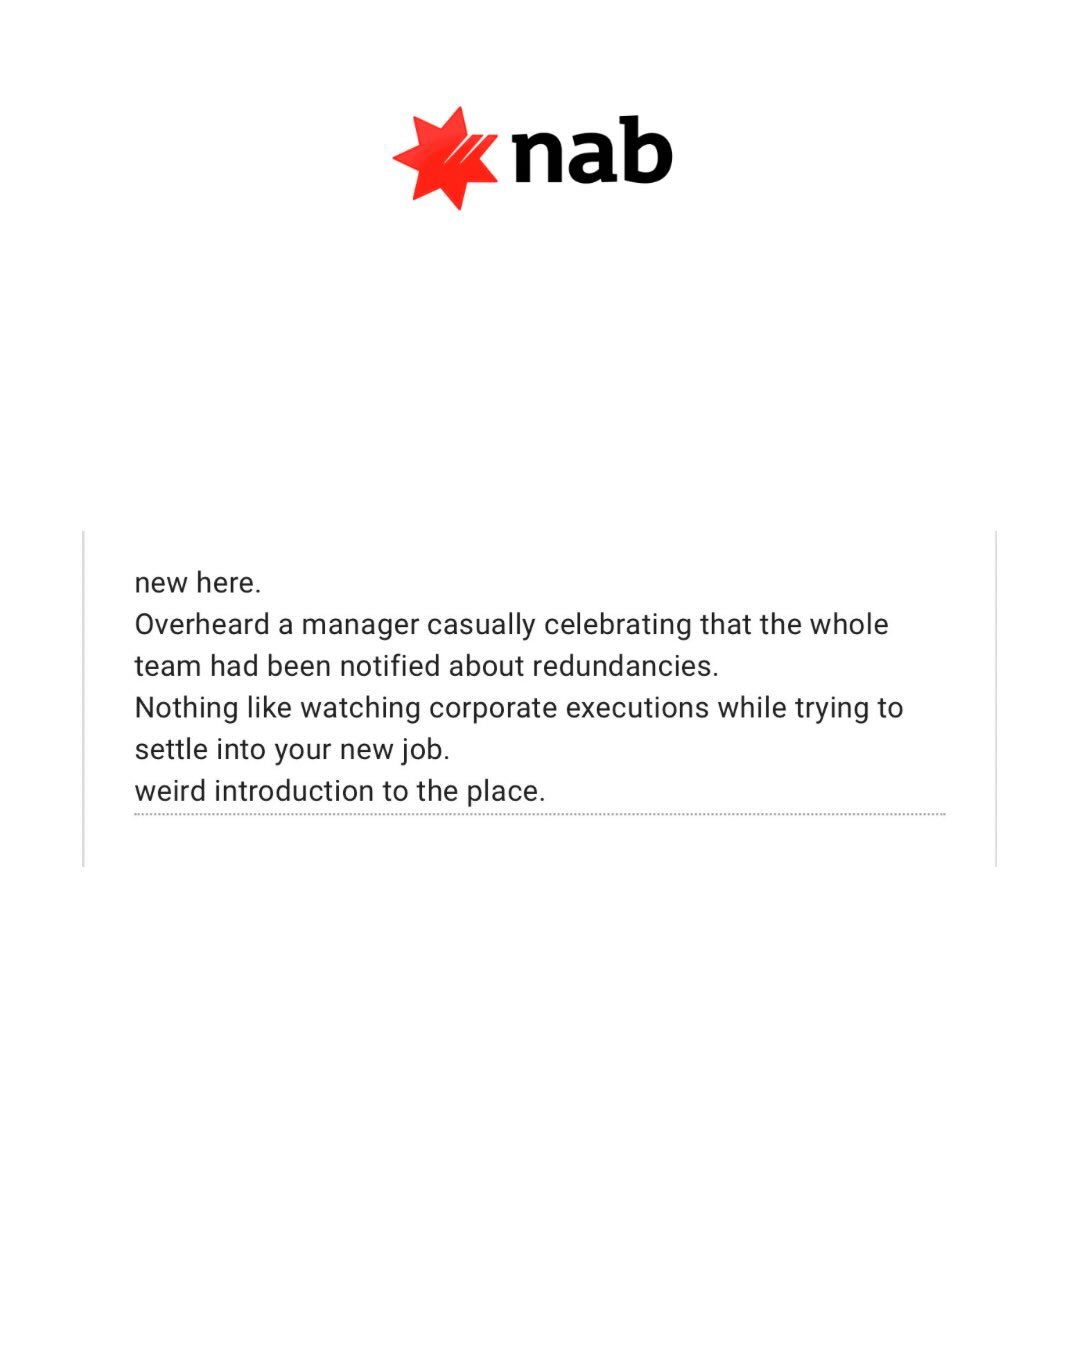 nab
new here.
Overheard a manager casually celebrating that the whole
team had been notified about redundancies.
Nothing like watching corporate executions while trying to
settle into your new job.
weird introduction to the place.